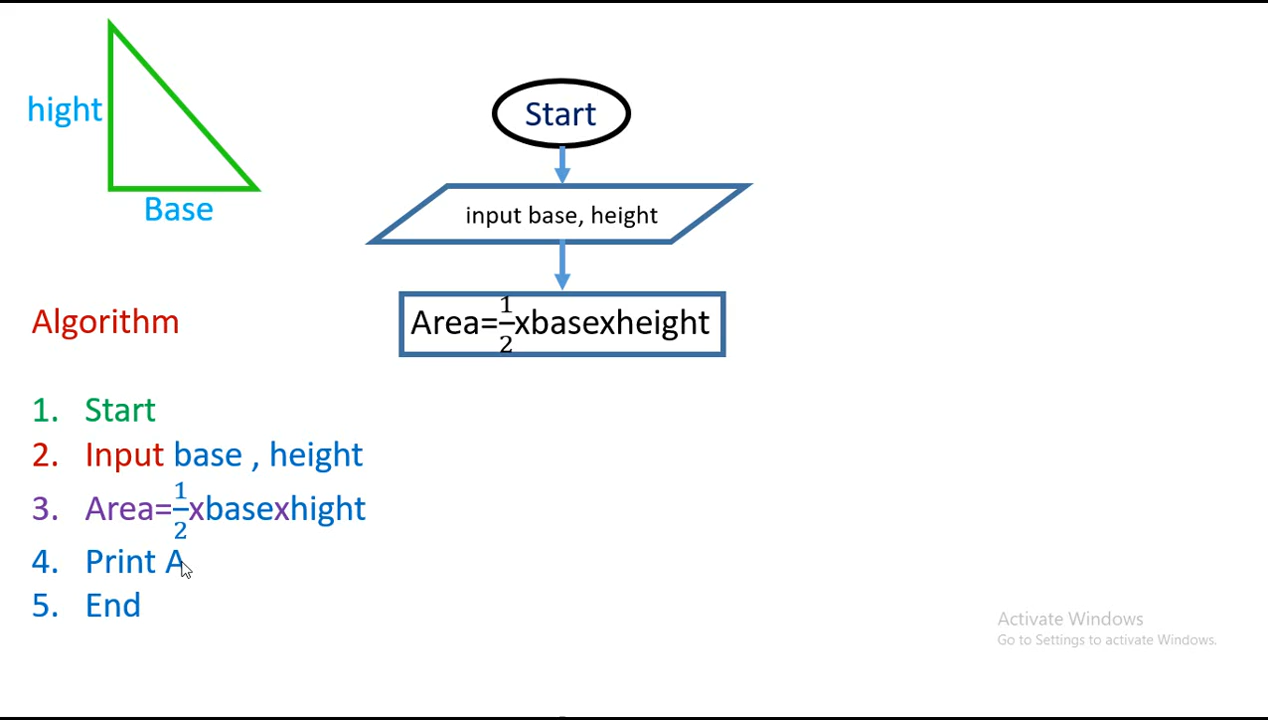 hight
Base
Start
input base, height
Area=1/2xbasexheight
Algorithm
1. Start
2. Input base , height
3. Area=1/2xbasexhight
4. Print A
5. End
Activate Windows
Go to Settings to activate Windows.